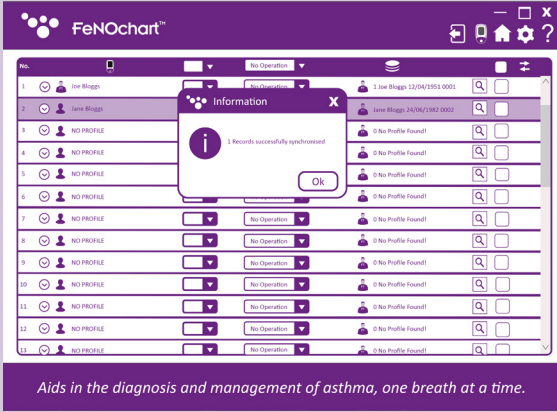 FeNOchart™
?
No.
No Operation
1 Joe Bloggs 1 Joe Bloggs 12/04/1951 0001
2 Jane Bloggs Jane Bloggs 24/06/1982 0002
Information X
i 1 Records successfully synchronised
Ok
3 NO PROFILE 0 No Profile Found!
4 NO PROFILE 0 No Profile Found!
5 NO PROFILE 0 No Profile Found!
6 NO PROFILE No Operation 0 No Profile Found!
7 NO PROFILE No Operation 0 No Profile Found!
8 NO PROFILE No Operation 0 No Profile Found!
9 NO PROFILE No Operation 0 No Profile Found!
10 NO PROFILE No Operation 0 No Profile Found!
11 NO PROFILE No Operation 0 No Profile Found!
12 NO PROFILE No Operation 0 No Profile Found!
13 NO PROFILE No Operation 0 No Profile Found!
Aids in the diagnosis and management of asthma, one breath at a time.